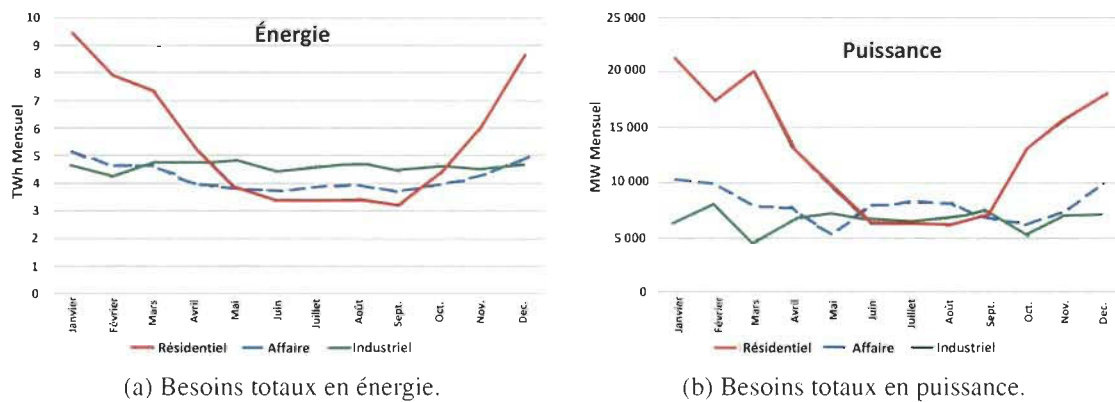 Énergie
TWh Mensuel
10
9
8
7
6
5
4
3
2
1
0
Janvier
Février
Mars
Avril
Mai
Juin
Juillet
Août
Sept.
Oct.
Nov.
Dec.
Résidentiel
Affaire
Industriel
(a) Besoins totaux en énergie.
Puissance
MW Mensuel
25 000
20 000
15 000
10 000
5 000
0
Janvier
Février
Mars
Avril
Mai
Juin
Juillet
Août
Sept.
Oct.
Nov.
Dec.
Résidentiel
Affaire
Industriel
(b) Besoins totaux en puissance.